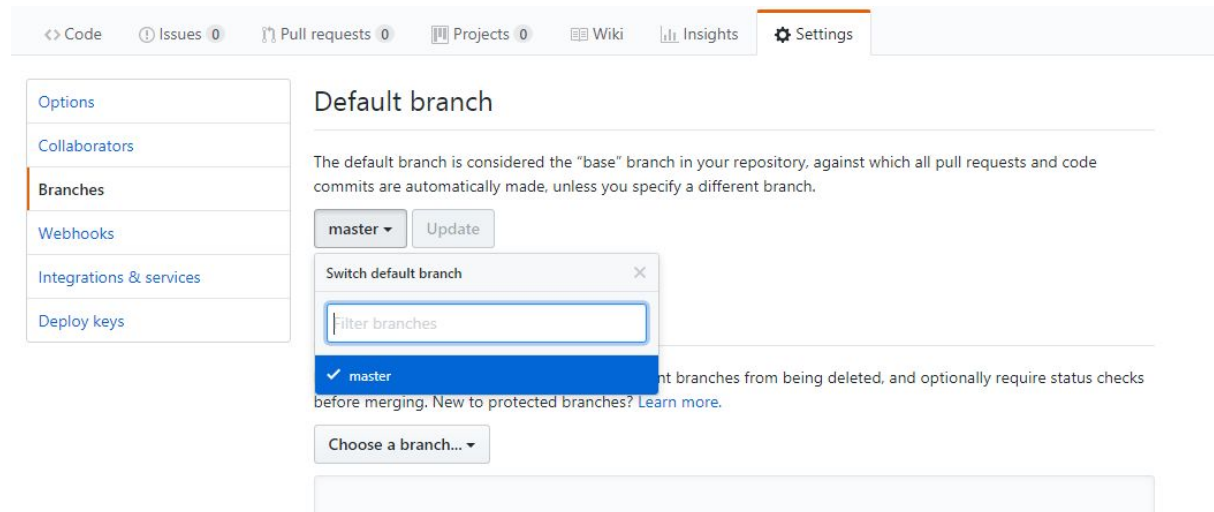 <> Code Issues 0 Pull requests 0 Projects 0 Wiki Insights Settings
Options
Collaborators
Branches
Webhooks
Integrations & services
Deploy keys
Default branch
The default branch is considered the “base” branch in your repository, against which all pull requests and code
commits are automatically made, unless you specify a different branch.
master Update
Switch default branch
Filter branches
master
nt branches from being deleted, and optionally require status checks
before merging. New to protected branches? Learn more.
Choose a branch...